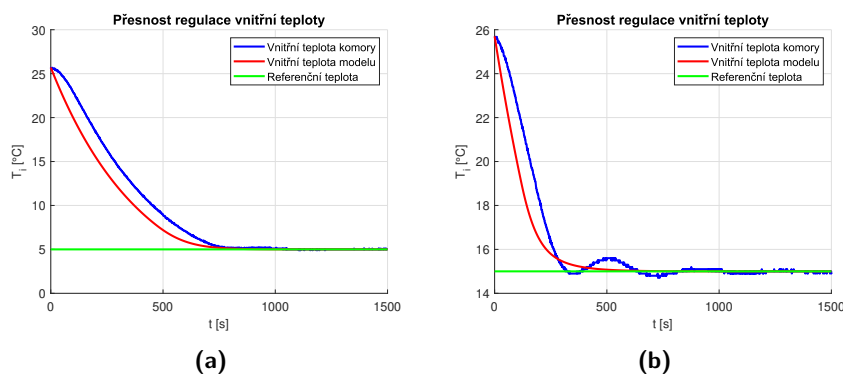 Přesnost regulace vnitřní teploty
30
25
20
15
10
5
0
T_i [°C]
Vnitřní teplota komory
Vnitřní teplota modelu
Referenční teplota
0 500 1000 1500
t [s]
(a)
Přesnost regulace vnitřní teploty
26
24
22
20
18
16
14
T_i [°C]
Vnitřní teplota komory
Vnitřní teplota modelu
Referenční teplota
0 500 1000 1500
t [s]
(b)